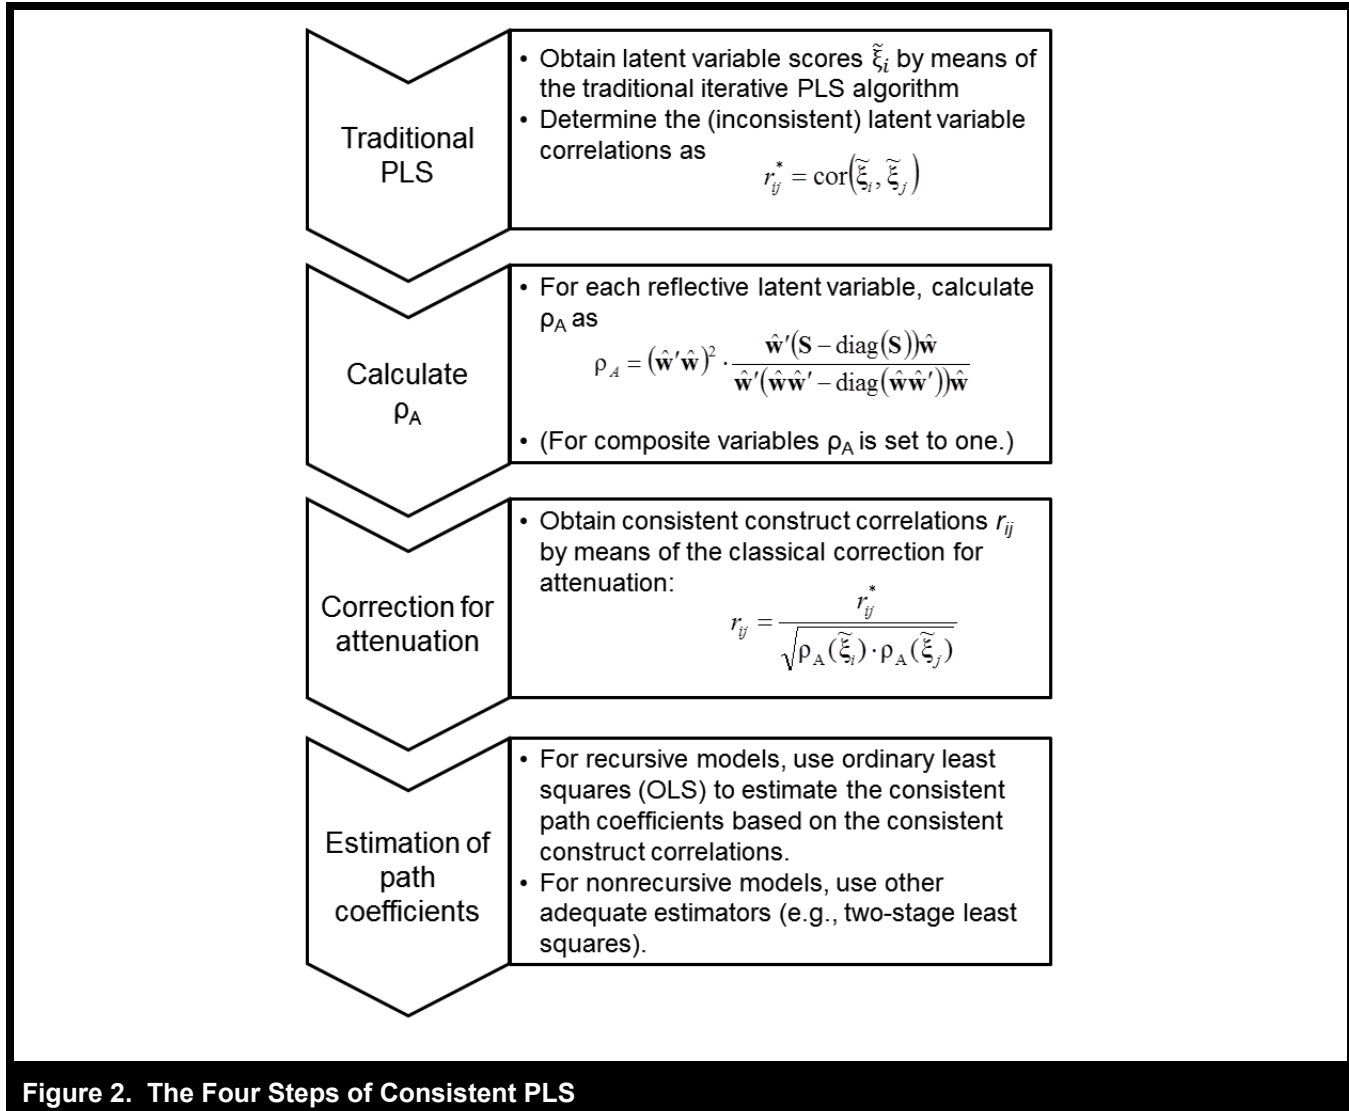 Traditional
PLS
• Obtain latent variable scores ξ̃ᵢ by means of
the traditional iterative PLS algorithm
• Determine the (inconsistent) latent variable
correlations as
r*ᵢⱼ = cor(ξ̃ᵢ, ξ̃ⱼ)
Calculate
ρA
• For each reflective latent variable, calculate
ρA as
ρA = (ŵ′ŵ)² · ŵ′(S – diag(S))ŵ / ŵ′(ŵŵ′ – diag(ŵŵ′))ŵ
• (For composite variables ρA is set to one.)
Correction for
attenuation
• Obtain consistent construct correlations rᵢⱼ
by means of the classical correction for
attenuation:
rᵢⱼ = r*ᵢⱼ / √ρA(ξ̃ᵢ)·ρA(ξ̃ⱼ)
Estimation of
path
coefficients
• For recursive models, use ordinary least
squares (OLS) to estimate the consistent
path coefficients based on the consistent
construct correlations.
• For nonrecursive models, use other
adequate estimators (e.g., two-stage least
squares).
Figure 2. The Four Steps of Consistent PLS